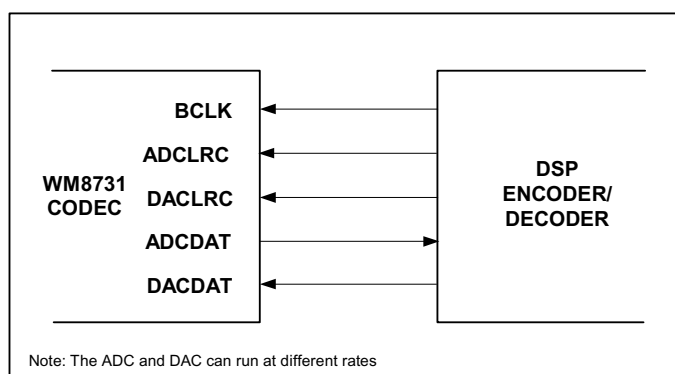 BCLK
ADCLRC
WM8731
CODEC
DACLRC
ADCDAT
DACDAT
DSP
ENCODER/
DECODER
Note: The ADC and DAC can run at different rates